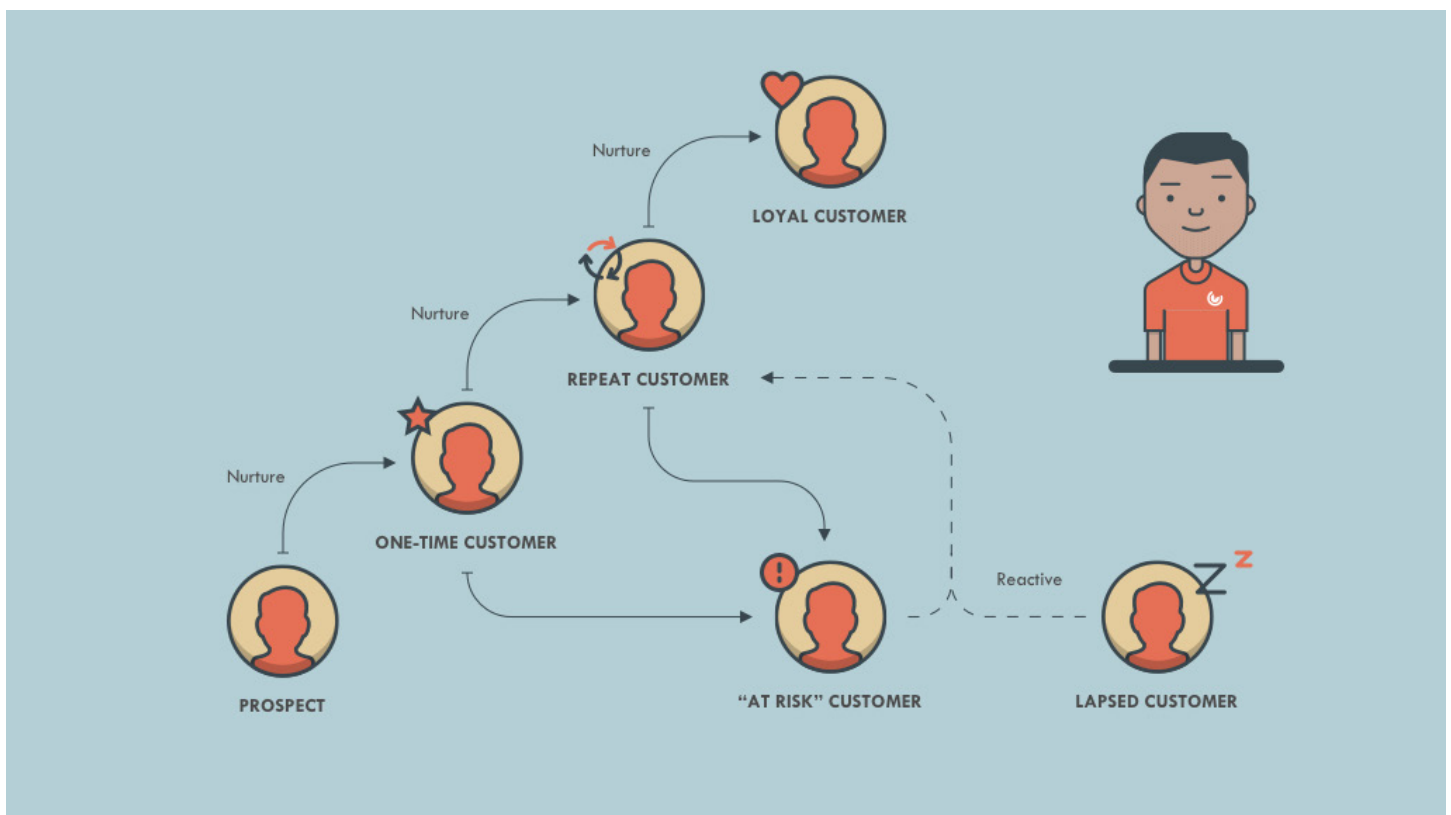 Nurture
LOYAL CUSTOMER
Nurture
REPEAT CUSTOMER
Nurture
ONE-TIME CUSTOMER
Reactive
PROSPECT
“AT RISK” CUSTOMER
LAPSED CUSTOMER